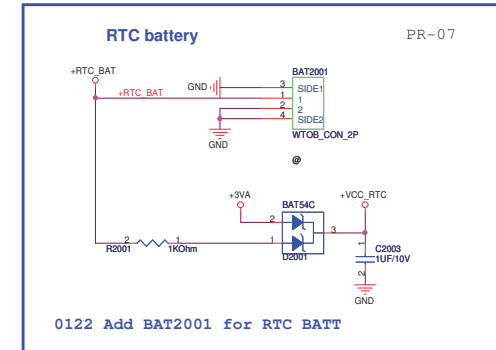 RTC battery
PR-07
+RTC_BAT
BAT2001
GND
3
SIDE1
+RTC_BAT
1
1
2
2
4
SIDE2
GND
WTOB_CON_2P
@
+3VA
BAT54C
+VCC_RTC
2
3
R2001
2
1
1KOhm
1
D2001
1
C2003
1UF/10V
2
GND
0122 Add BAT2001 for RTC BATT